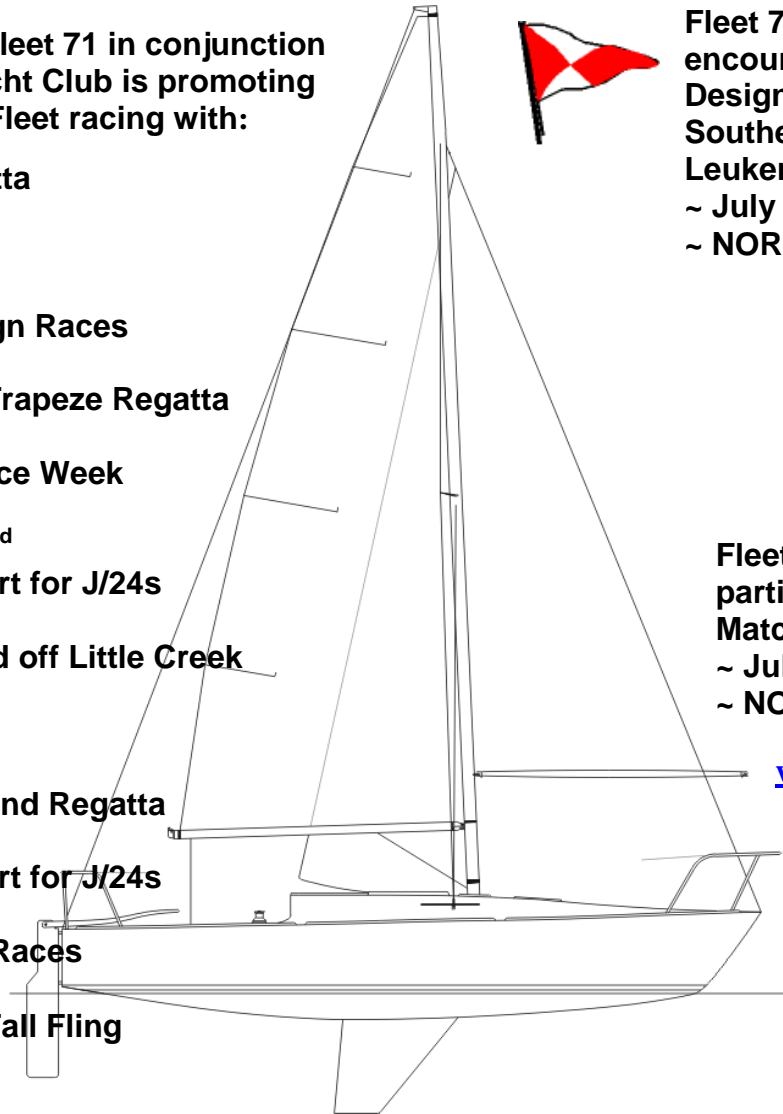 leet 71 in conjunction
cht Club is promoting
Fleet racing with:
tta
gn Races
Trapeze Regatta
ce Week
d
rt for J/24s
d off Little Creek
nd Regatta
rt for J/24s
Races
Fall Fling
Fleet 7
encour
Design
Southe
Leuker
~ July
~ NOR
Fleet
parti
Matc
~ Jul
~ NO